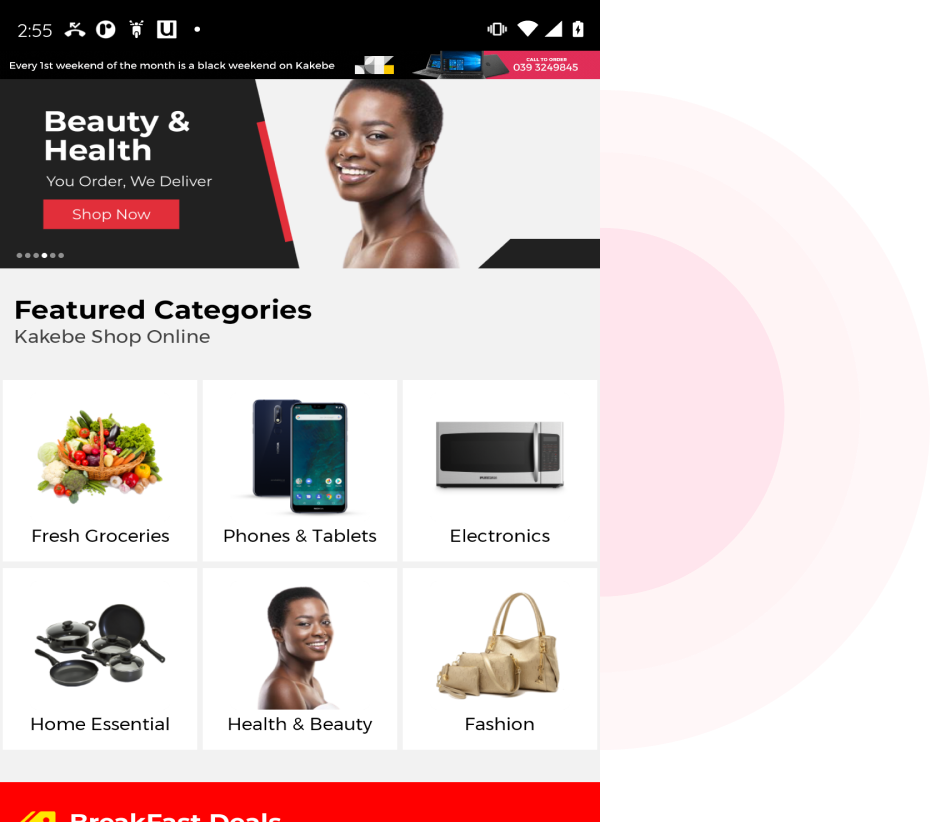 2:55
Every 1st weekend of the month is a black weekend on Kakebe
CALL TO ORDER
039 3249845
Beauty &
Health
You Order, We Deliver
Shop Now
Featured Categories
Kakebe Shop Online
Fresh Groceries
Phones & Tablets
Electronics
Home Essential
Health & Beauty
Fashion
BreakFast Deals